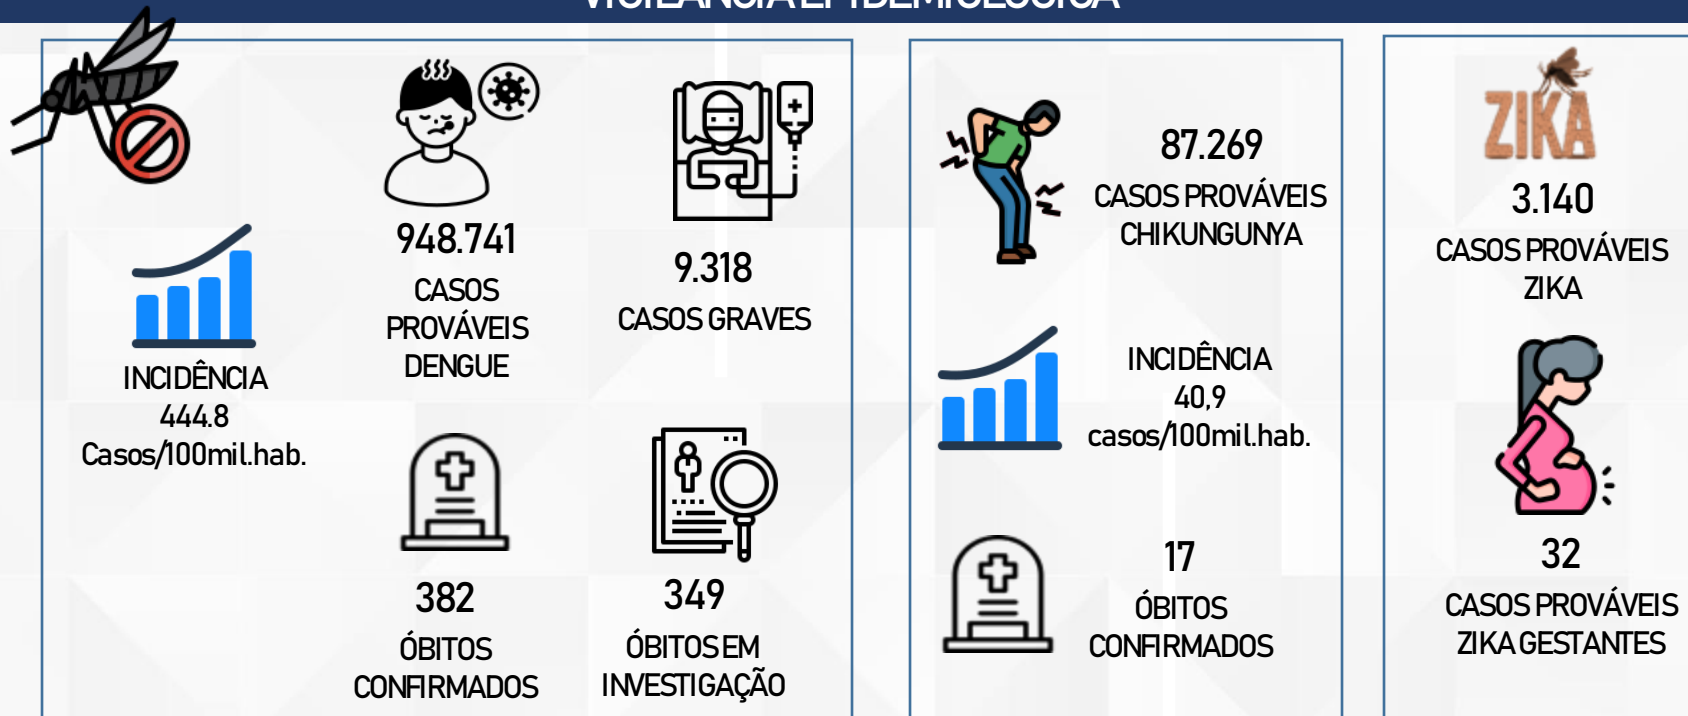 VIGILÂNCIA EPIDEMIOLÓGICA
948.741
CASOS
PROVÁVEIS
DENGUE
9.318
CASOS GRAVES
INCIDÊNCIA
444.8
Casos/100mil.hab.
382
ÓBITOS
CONFIRMADOS
349
ÓBITOS EM
INVESTIGAÇÃO
87.269
CASOS PROVÁVEIS
CHIKUNGUNYA
INCIDÊNCIA
40,9
casos/100mil.hab.
17
ÓBITOS
CONFIRMADOS
ZIKA
3.140
CASOS PROVÁVEIS
ZIKA
32
CASOS PROVÁVEIS
ZIKA GESTANTES